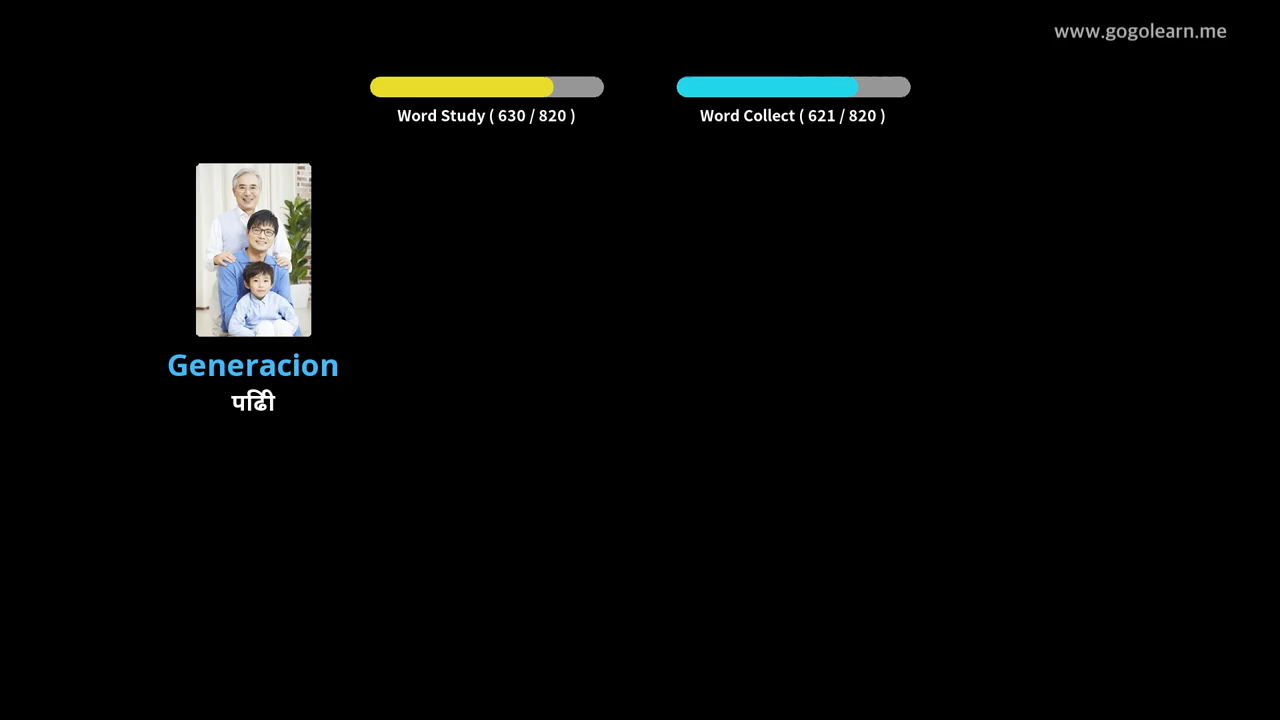 www.gogolearn.me
Word Study ( 630 / 820 )
Word Collect ( 621 / 820 )
Generacion
पढिी